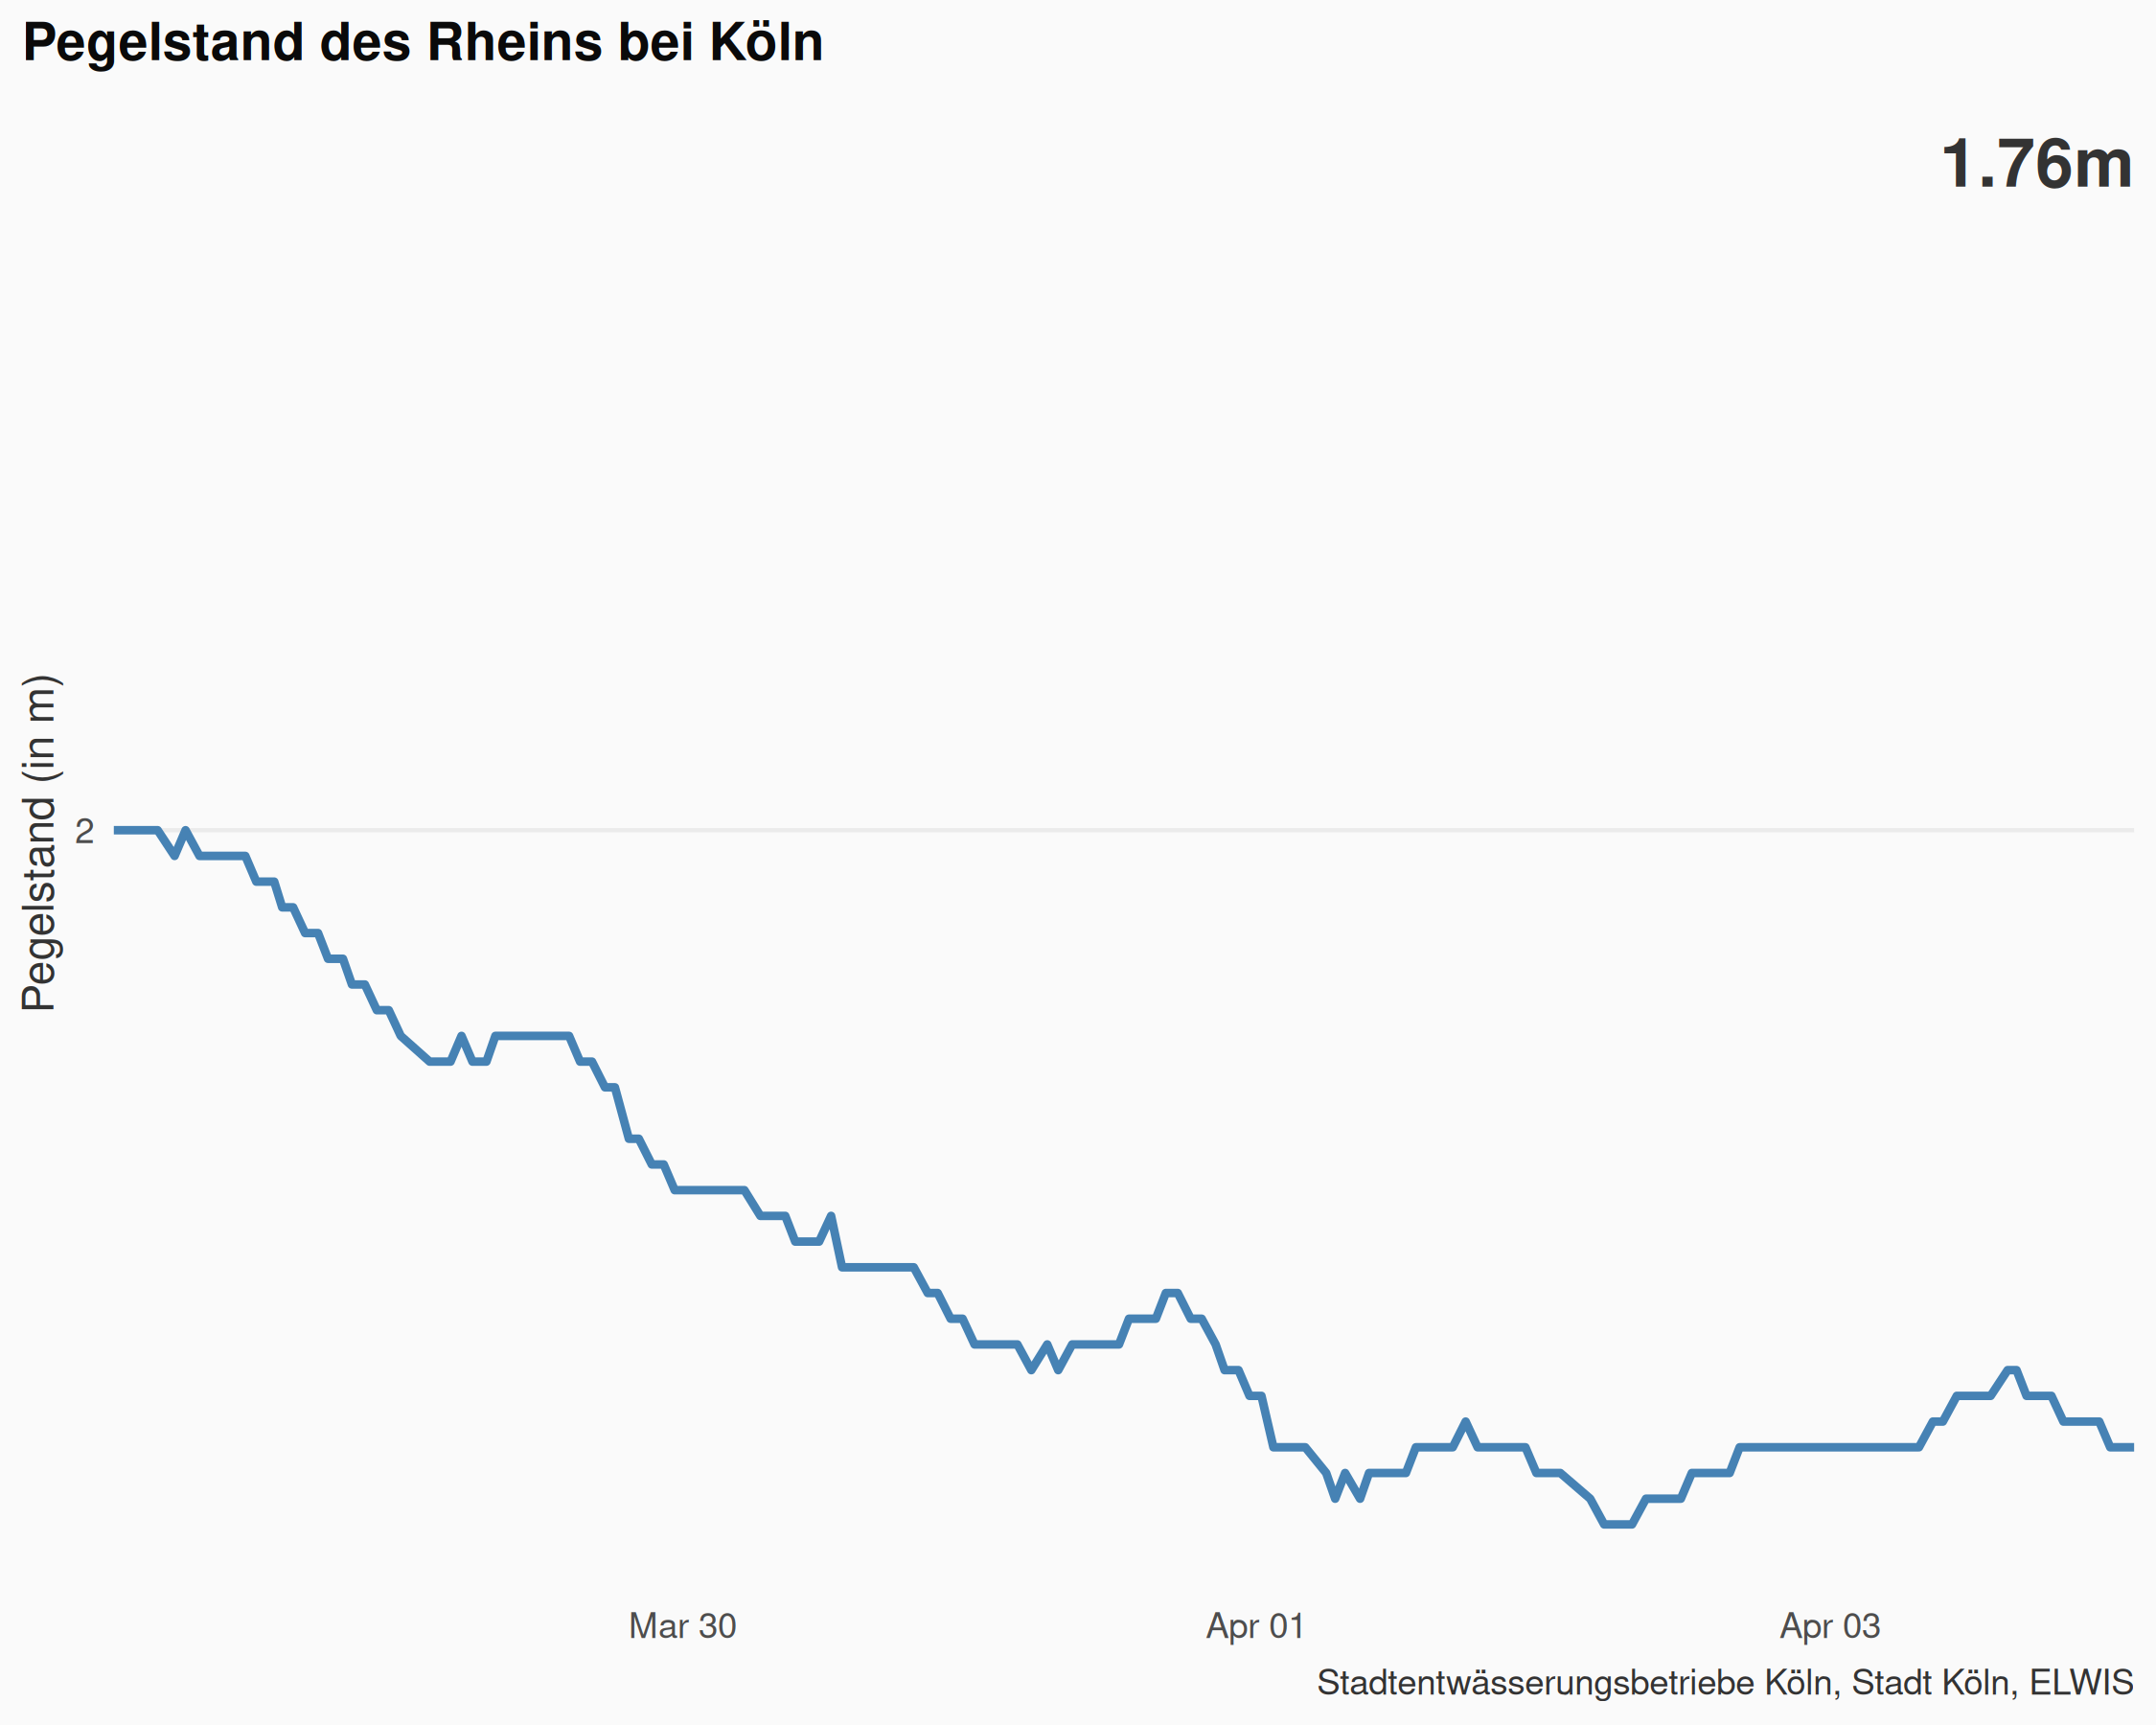 Pegelstand des Rheins bei Köln
1.76m
Pegelstand (in m)
2
Mar 30
Apr 01
Apr 03
Stadtentwässerungsbetriebe Köln, Stadt Köln, ELWIS